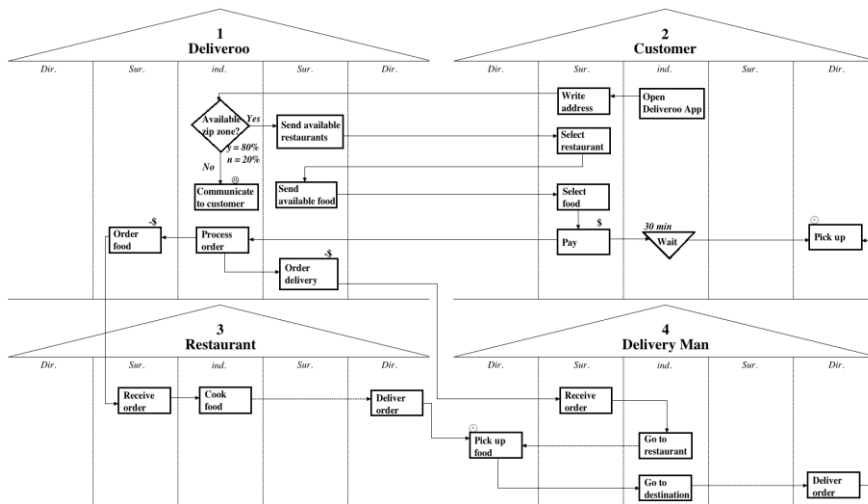 1
Deliveroo
Dir.
Sur.
ind.
Sur.
Dir.
Available
zip zone?
Yes
y = 80%
n = 20%
No
Send available
restaurants
Communicate
to customer
Send
available food
-$
Order
food
Process
order
-$
Order
delivery
2
Customer
Dir.
Sur.
ind.
Sur.
Dir.
Write
address
Open
Deliveroo App
Select
restaurant
Select
food
$
Pay
30 min
Wait
Pick up
3
Restaurant
Dir.
Sur.
ind.
Sur.
Dir.
Receive
order
Cook
food
Deliver
order
4
Delivery Man
Dir.
Sur.
ind.
Sur.
Dir.
Receive
order
Pick up
food
Go to
restaurant
Go to
destination
Deliver
order